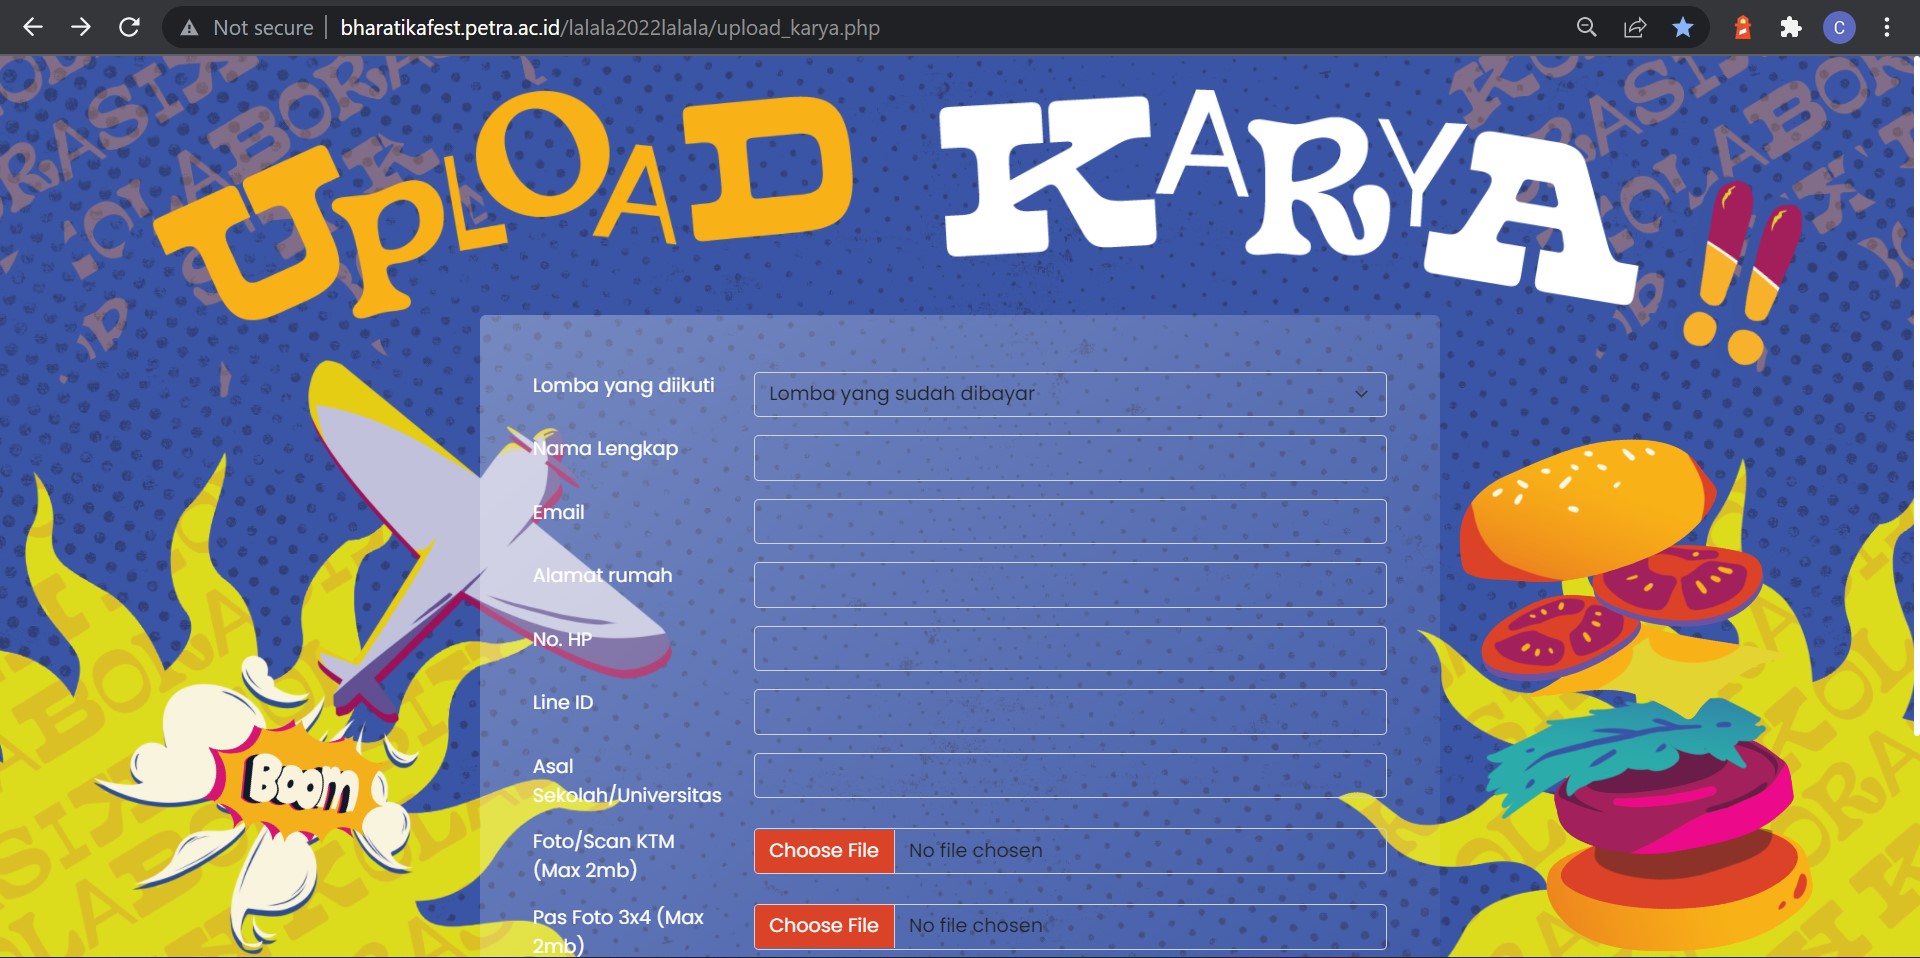 Not secure
bharatikafest.petra.ac.id/lalala2022lalala/upload_karya.php
C
UpLOAD KARYA!!
Lomba yang diikuti
Lomba yang sudah dibayar
Nama Lengkap
Email
Alamat rumah
No. HP
Line ID
Asal
Sekolah/Universitas
Foto/Scan KTM
(Max 2mb)
Choose File
No file chosen
Pas Foto 3x4 (Max
2mb)
Choose File
No file chosen
BOOM